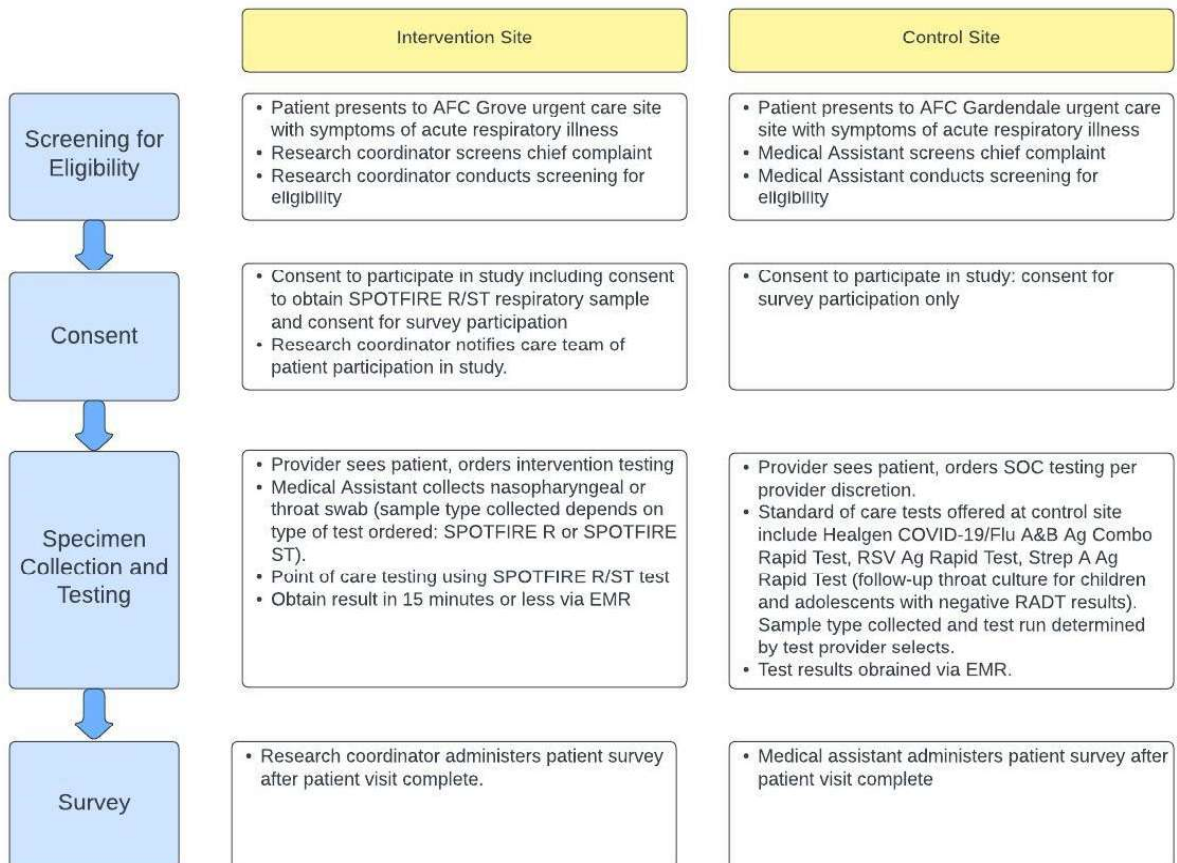 Intervention Site
Control Site
Screening for
Eligibility
• Patient presents to AFC Grove urgent care site
with symptoms of acute respiratory illness
• Research coordinator screens chief complaint
• Research coordinator conducts screening for
eligibility
• Patient presents to AFC Gardendale urgent care
site with symptoms of acute respiratory illness
• Medical Assistant screens chief complaint
• Medical Assistant conducts screening for
eligibility
Consent
• Consent to participate in study including consent
to obtain SPOTFIRE R/ST respiratory sample
and consent for survey participation
• Research coordinator notifies care team of
patient participation in study.
• Consent to participate in study: consent for
survey participation only
Specimen
Collection and
Testing
• Provider sees patient, orders intervention testing
• Medical Assistant collects nasopharyngeal or
throat swab (sample type collected depends on
type of test ordered: SPOTFIRE R or SPOTFIRE
ST).
• Point of care testing using SPOTFIRE R/ST test
• Obtain result in 15 minutes or less via EMR
• Provider sees patient, orders SOC testing per
provider discretion.
• Standard of care tests offered at control site
include Healgen COVID-19/Flu A&B Ag Combo
Rapid Test, RSV Ag Rapid Test, Strep A Ag
Rapid Test (follow-up throat culture for children
and adolescents with negative RADT results).
Sample type collected and test run determined
by test provider selects.
• Test results obrained via EMR.
Survey
• Research coordinator administers patient survey
after patient visit complete.
• Medical assistant administers patient survey after
patient visit complete